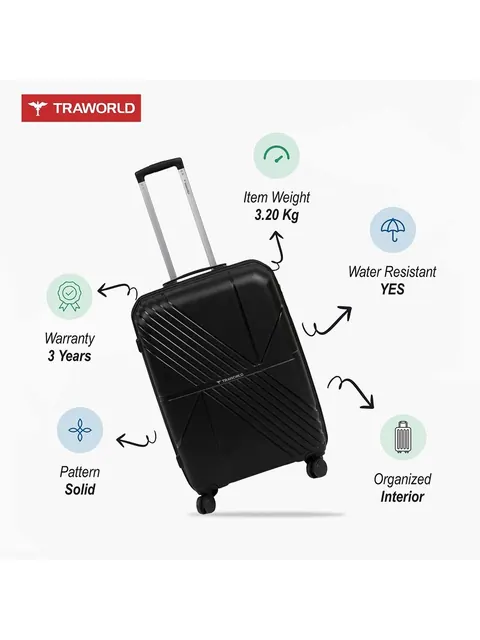 TRAWORLD
Item Weight
3.20 Kg
Water Resistant
YES
Warranty
3 Years
TRAWORLD
Pattern
Solid
Organized
Interior